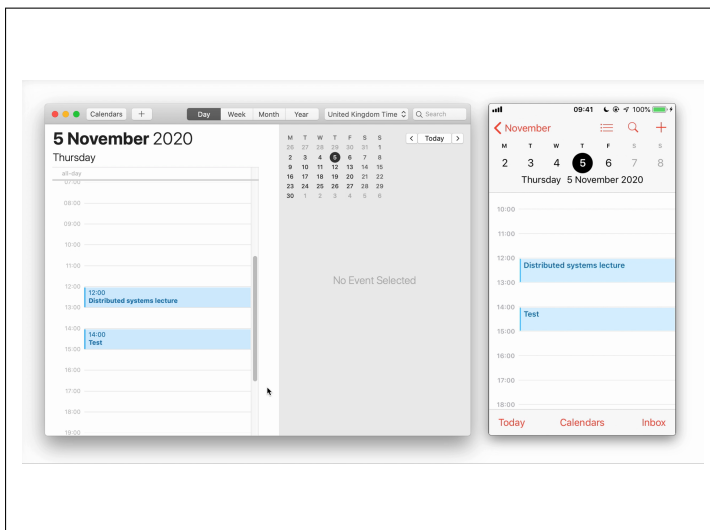 Calendars + Day Week Month Year United Kingdom Time Search
5 November 2020
Thursday
all-day
07:00
08:00
09:00
10:00
11:00
12:00
12:00
Distributed systems lecture
13:00
14:00
14:00
Test
15:00
16:00
17:00
18:00
19:00
M T W T F S S
26 27 28 29 30 31 1
2 3 4 5 6 7 8
9 10 11 12 13 14 15
16 17 18 19 20 21 22
23 24 25 26 27 28 29
30 1 2 3 4 5 6
< Today >
No Event Selected
09:41 100%
November
M T W T F S S
2 3 4 5 6 7 8
Thursday 5 November 2020
10:00
11:00
12:00
Distributed systems lecture
13:00
14:00
Test
15:00
16:00
17:00
18:00
Today Calendars Inbox